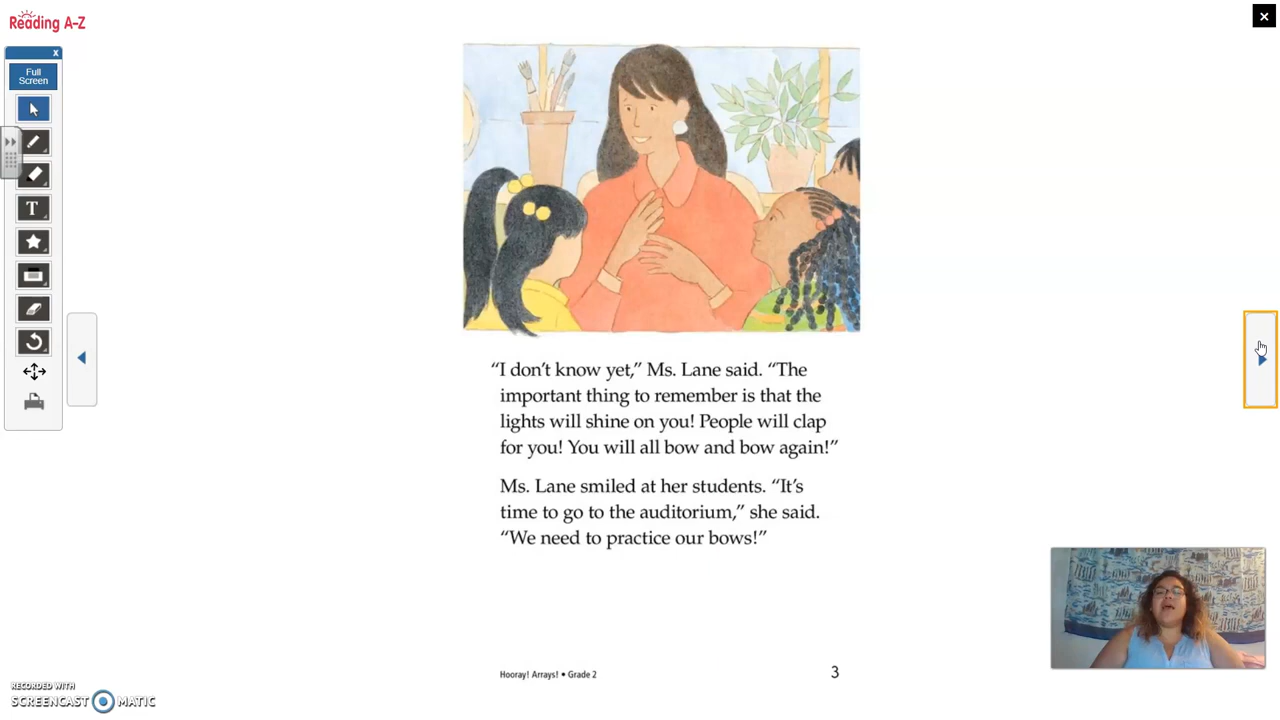 Reading A-Z
x
Full
Screen
T
“I don’t know yet,” Ms. Lane said. “The
important thing to remember is that the
lights will shine on you! People will clap
for you! You will all bow and bow again!”
Ms. Lane smiled at her students. “It’s
time to go to the auditorium,” she said.
“We need to practice our bows!”
Hooray! Arrays! • Grade 2
3
RECORDED WITH
SCREENCAST MATIC